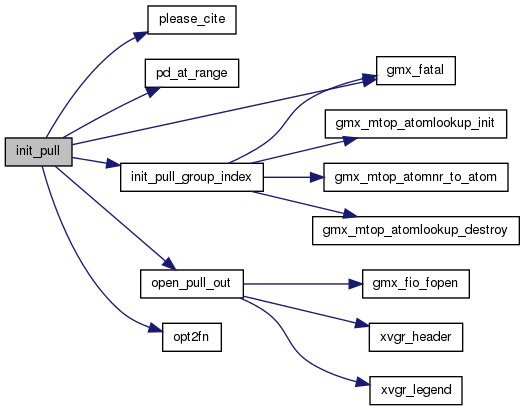 please_cite
pd_at_range
gmx_fatal
gmx_mtop_atomlookup_init
init_pull
init_pull_group_index
gmx_mtop_atomnr_to_atom
gmx_mtop_atomlookup_destroy
open_pull_out
gmx_fio_fopen
opt2fn
xvgr_header
xvgr_legend